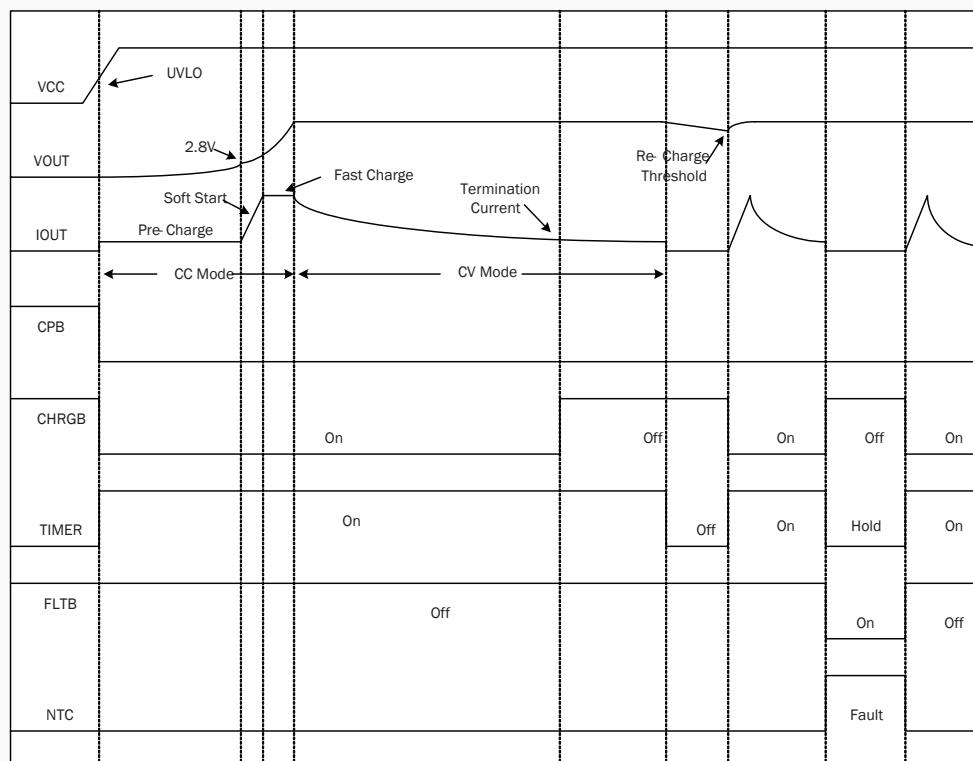 VCC
UVLO
VOUT
2.8V
Re- Charge
Threshold
Fast Charge
Soft Start
Termination
Current
IOUT
Pre- Charge
CC Mode
CV Mode
CPB
CHRGB
On
Off
On
Off
On
TIMER
On
Off
On
Hold
On
FLTB
Off
On
Off
NTC
Fault